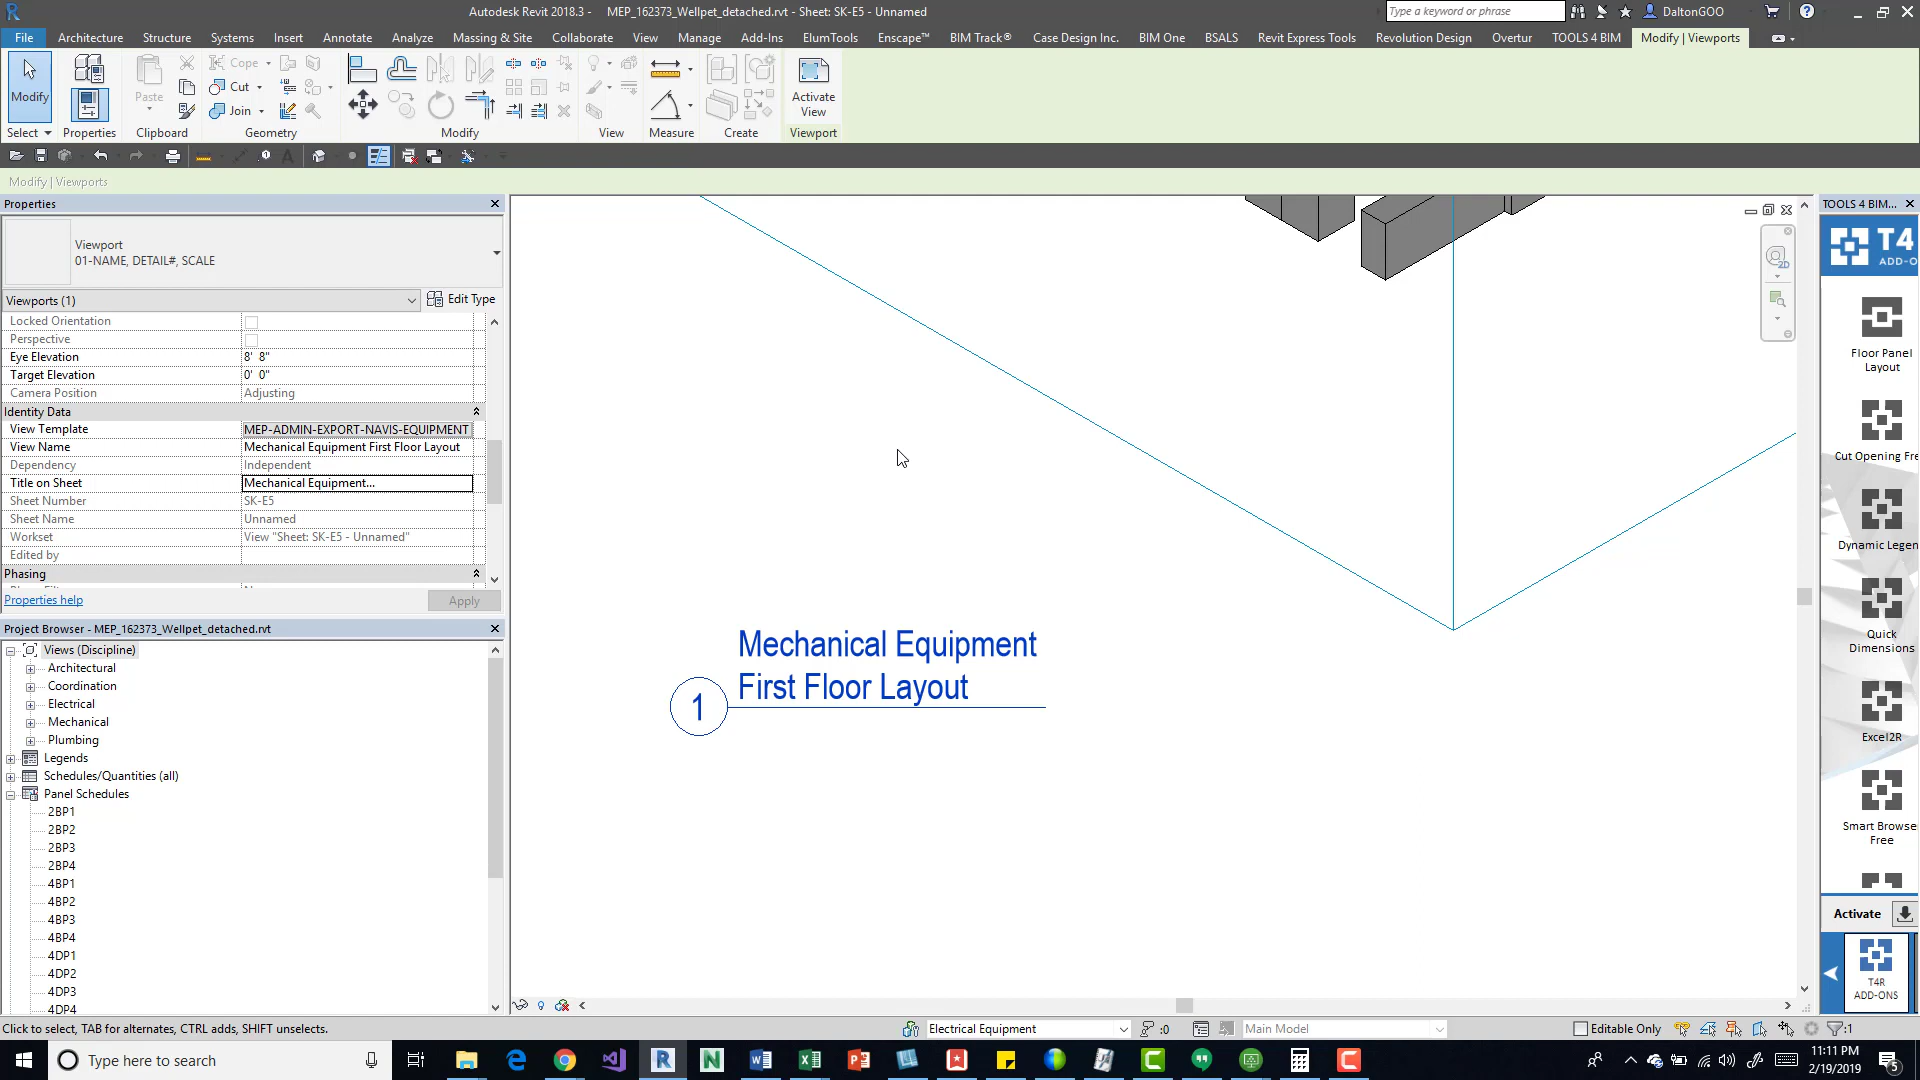 Autodesk Revit 2018.3 - MEP_162373_Wellpet_detached.rvt - Sheet: SK-E5 - Unnamed
Type a keyword or phrase
DaltonGOO
File Architecture Structure Systems Insert Annotate Analyze Massing & Site Collaborate View Manage Add-Ins ElumTools Enscape™ BIM Track® Case Design Inc. BIM One BSALS Revit Express Tools Revolution Design Overtur TOOLS 4 BIM Modify | Viewports
Modify
Paste
Cope
Cut
Join
Activate
View
Select Properties Clipboard Geometry Modify View Measure Create Viewport
Modify | Viewports
Properties
Viewport
01-NAME, DETAIL#, SCALE
Viewports (1)
Edit Type
Locked Orientation
Perspective
Eye Elevation 8' 8"
Target Elevation 0' 0"
Camera Position Adjusting
Identity Data
View Template MEP-ADMIN-EXPORT-NAVIS-EQUIPMENT
View Name Mechanical Equipment First Floor Layout
Dependency Independent
Title on Sheet Mechanical Equipment...
Sheet Number SK-E5
Sheet Name Unnamed
Workset View "Sheet: SK-E5 - Unnamed"
Edited by
Phasing
Properties help
Apply
Project Browser - MEP_162373_Wellpet_detached.rvt
Views (Discipline)
Architectural
Coordination
Electrical
Mechanical
Plumbing
Legends
Schedules/Quantities (all)
Panel Schedules
2BP1
2BP2
2BP3
2BP4
4BP1
4BP2
4BP3
4BP4
4DP1
4DP2
4DP3
4DP4
2D
Mechanical Equipment
First Floor Layout
1
TOOLS 4 BIM...
T4
ADD-O
Floor Panel
Layout
Cut Opening Fre
Dynamic Legen
Quick
Dimensions
Excel2R
Smart Browse
Free
Activate
T4R
ADD-ONS
Click to select, TAB for alternates, CTRL adds, SHIFT unselects.
Electrical Equipment
:0
Main Model
Editable Only
:1
Type here to search
11:11 PM
2/19/2019
5